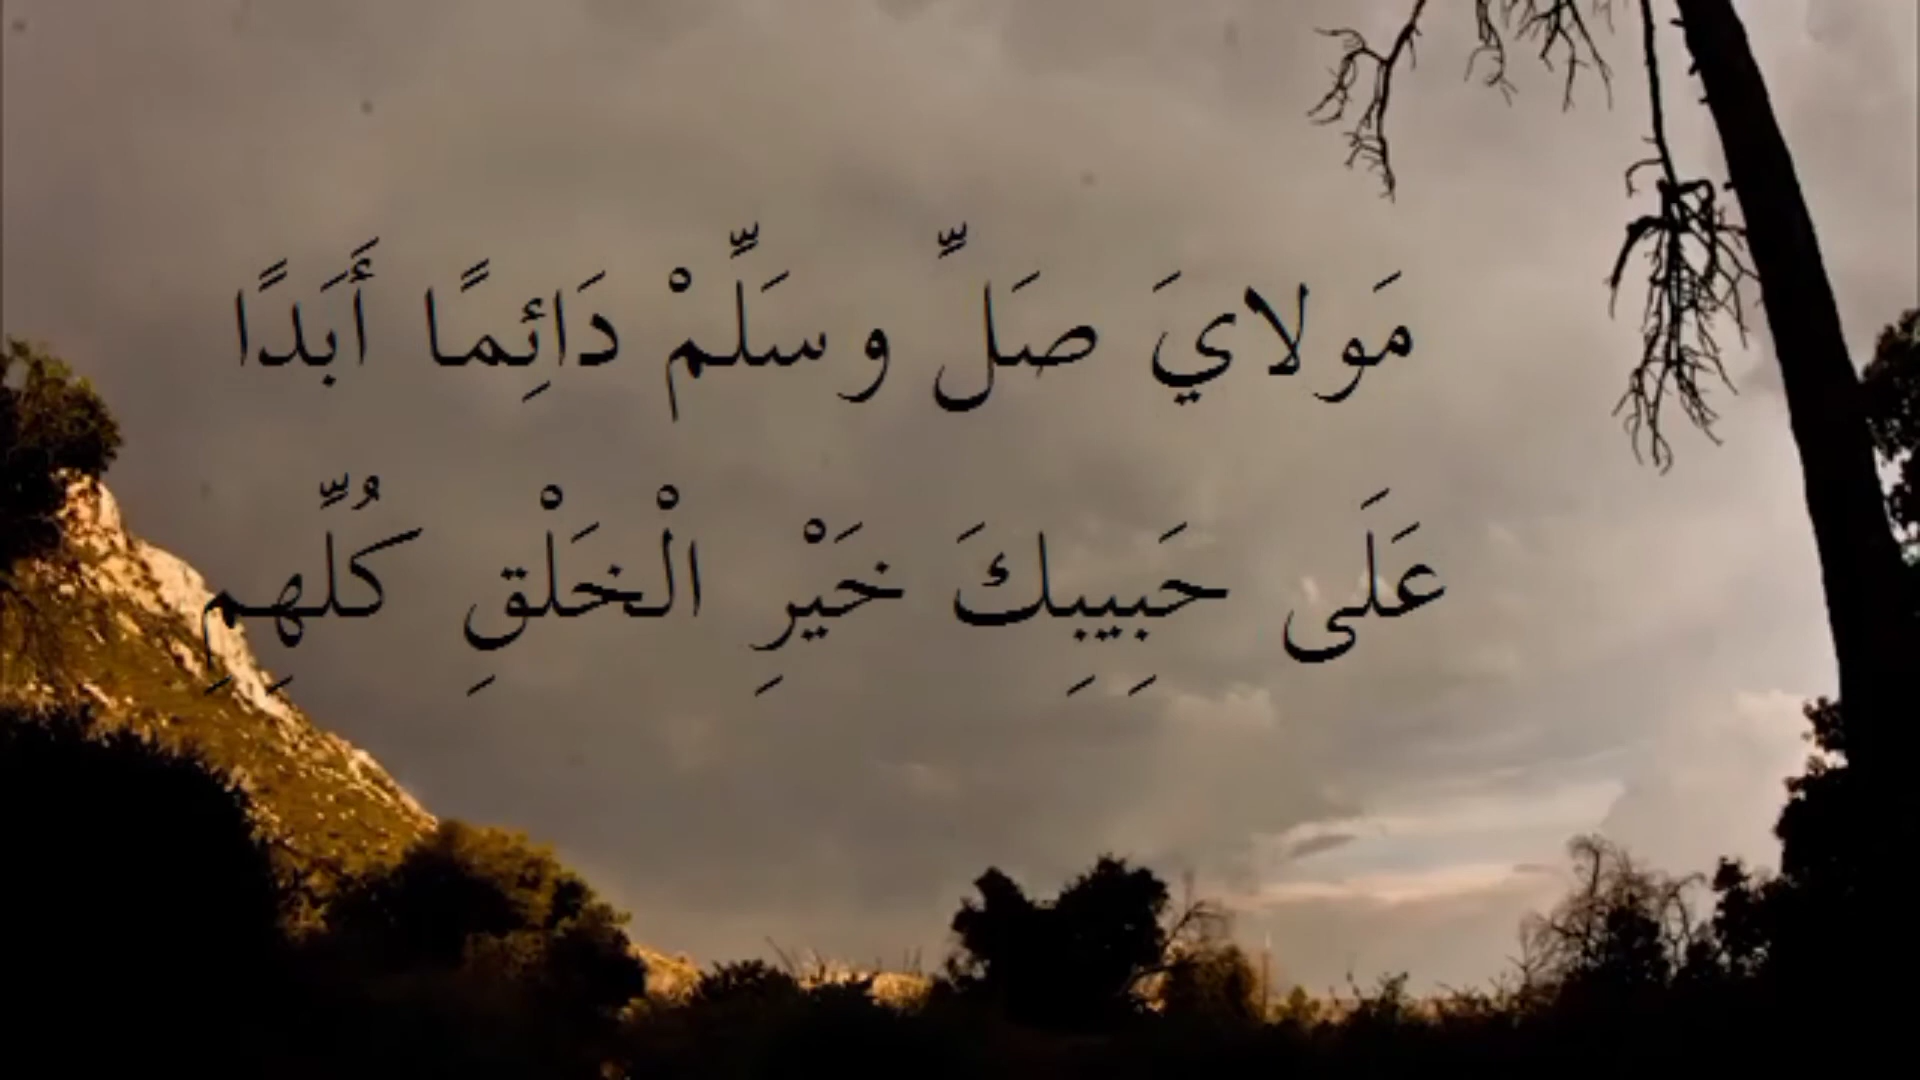 مَولايَ صَلِّ وسَلِّمْ دَائِمًا أَبَدًا
عَلَى حَبِيبِكَ خَيْرِ الْخَلْقِ كُلِّهِمِ